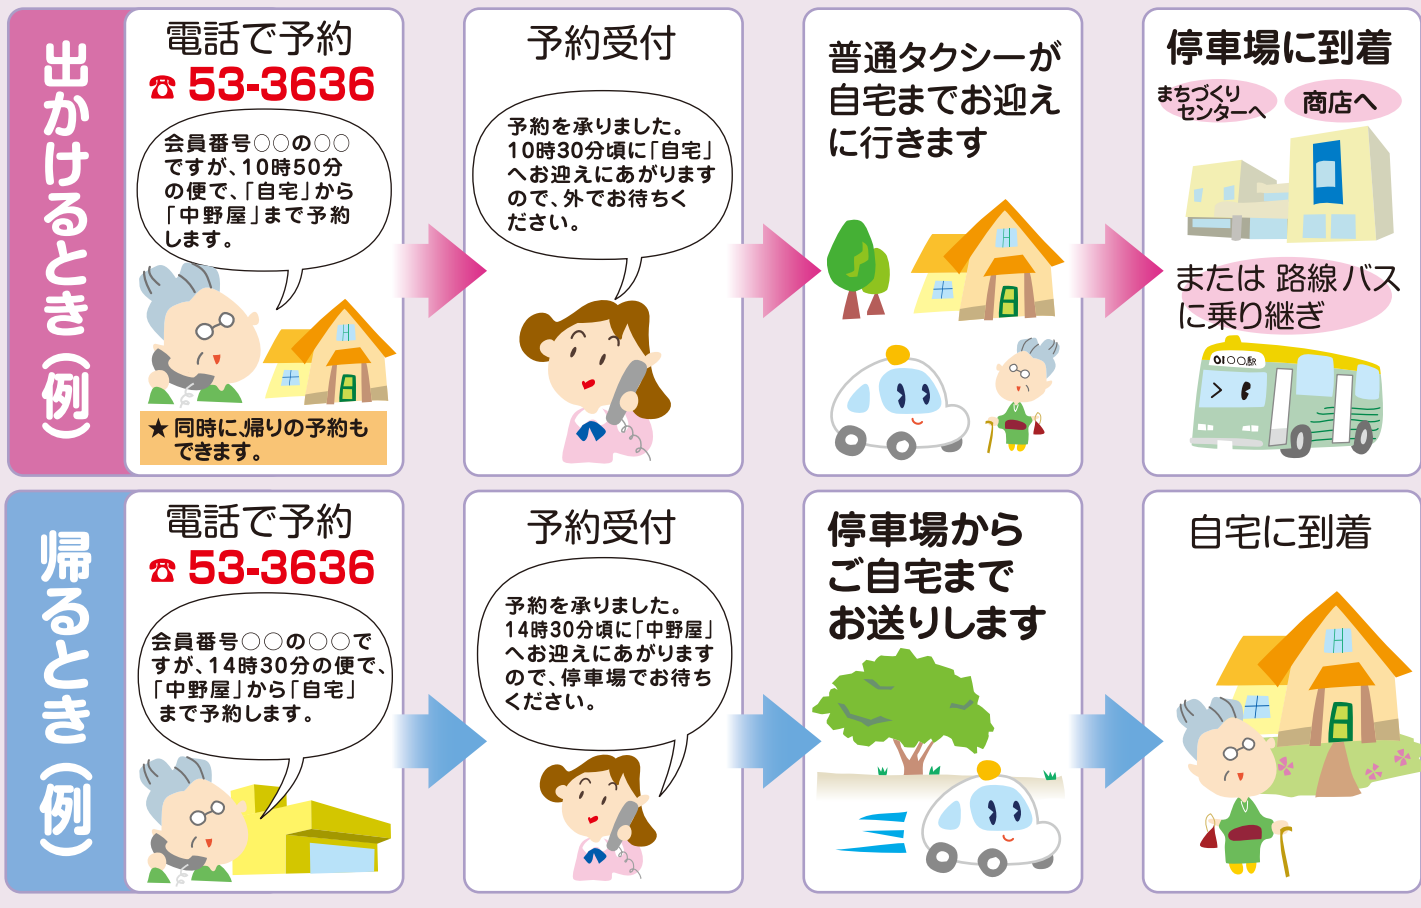 出かけるとき（例）
電話で予約
☎ 53-3636
会員番号○○の○○
ですが、10時50分
の便で、「自宅」から
「中野屋」まで予約
します。
★ 同時に、帰りの予約も
できます。
予約受付
予約を承りました。
10時30分頃に「自宅」
へお迎えにあがります
ので、外でお待ちく
ださい。
普通タクシーが
自宅までお迎え
に行きます
停車場に到着
まちづくり
センターへ
商店へ
または 路線バス
に乗り継ぎ
01○○駅
帰るとき（例）
電話で予約
☎ 53-3636
会員番号○○の○○で
すが、14時30分の便で、
「中野屋」から「自宅」
まで予約します。
予約受付
予約を承りました。
14時30分頃に「中野屋」
へお迎えにあがります
ので、停車場でお待ち
ください。
停車場から
ご自宅まで
お送りします
自宅に到着